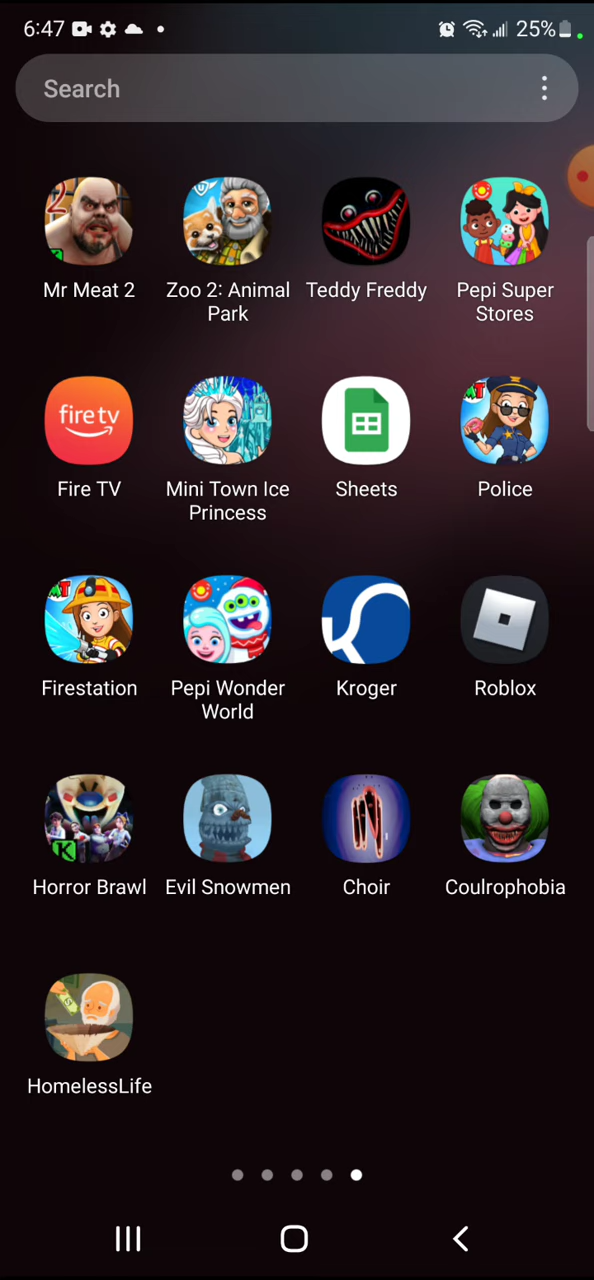 6:47
25%
Search
Mr Meat 2
Zoo 2: Animal
Park
Teddy Freddy
Pepi Super
Stores
fire tv
Fire TV
Mini Town Ice
Princess
Sheets
MT
Police
MT
Firestation
Pepi Wonder
World
Kroger
Roblox
K
Horror Brawl
Evil Snowmen
Choir
Coulrophobia
HomelessLife